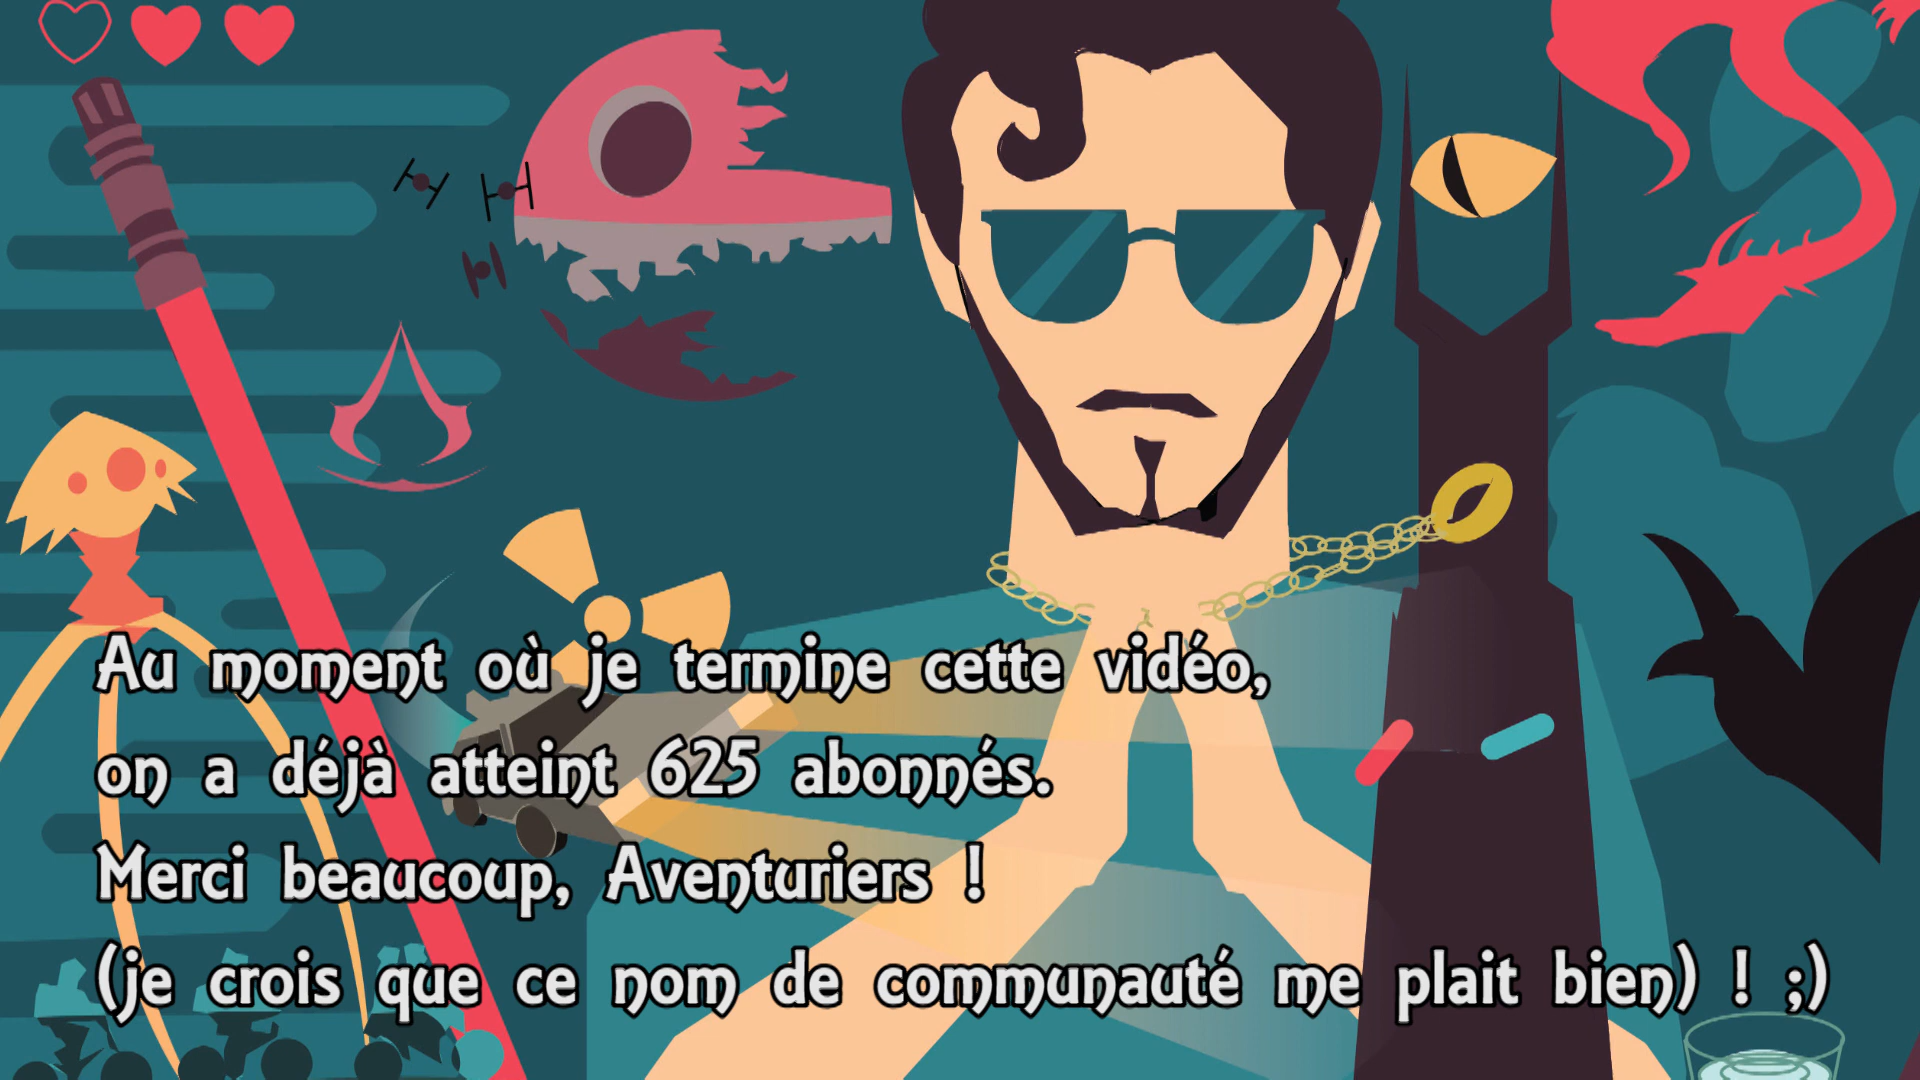 Au moment où je termine cette vidéo,
on a déjà atteint 625 abonnés.
Merci beaucoup, Aventuriers !
(je crois que ce nom de communauté me plait bien) ! ;)